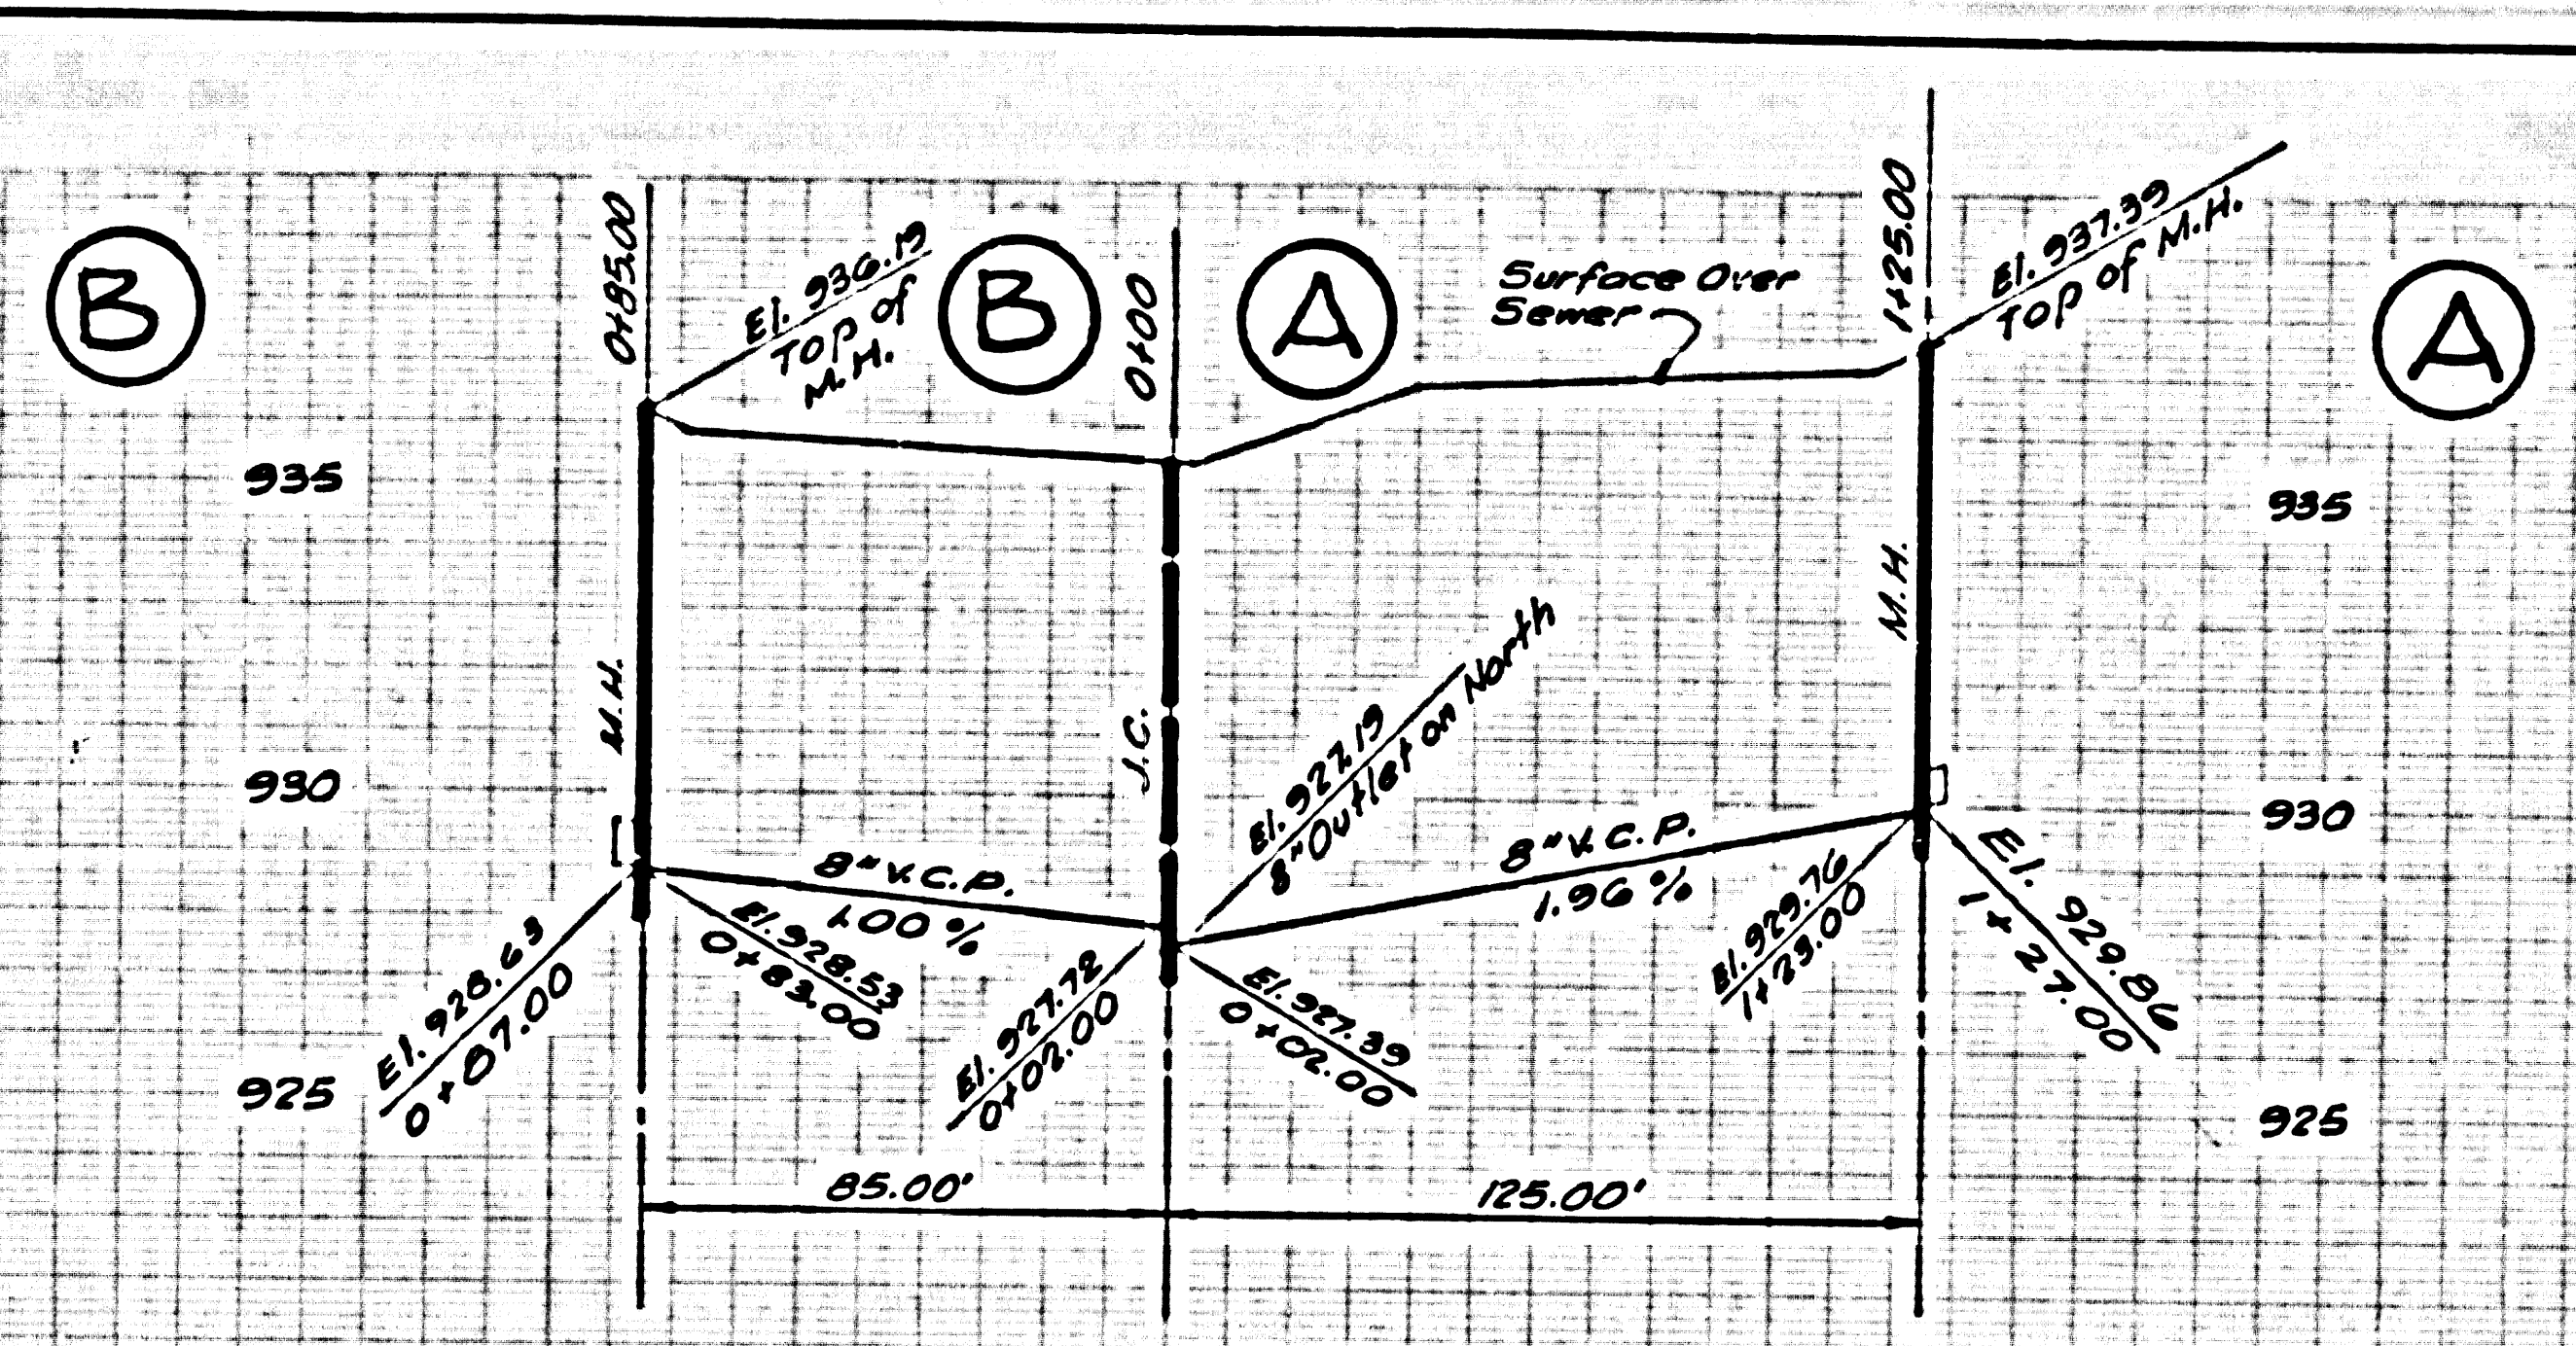 B
0+85.00
El. 936.19
Top of
M.H.
B
0+00
A
Surface Over
Sewer
1+25.00
El. 937.39
Top of M.H.
A
935
935
M.H.
M.H.
J.C.
El. 927.19
8" Outlet on North
930
930
8" V.C.P.
1.00 %
8" V.C.P.
1.96 %
El. 928.63
0+87.00
El. 928.53
0+83.00
El. 927.72
0+02.00
El. 927.39
0+02.00
El. 929.76
1+23.00
El. 929.86
1+27.00
925
925
85.00'
125.00'